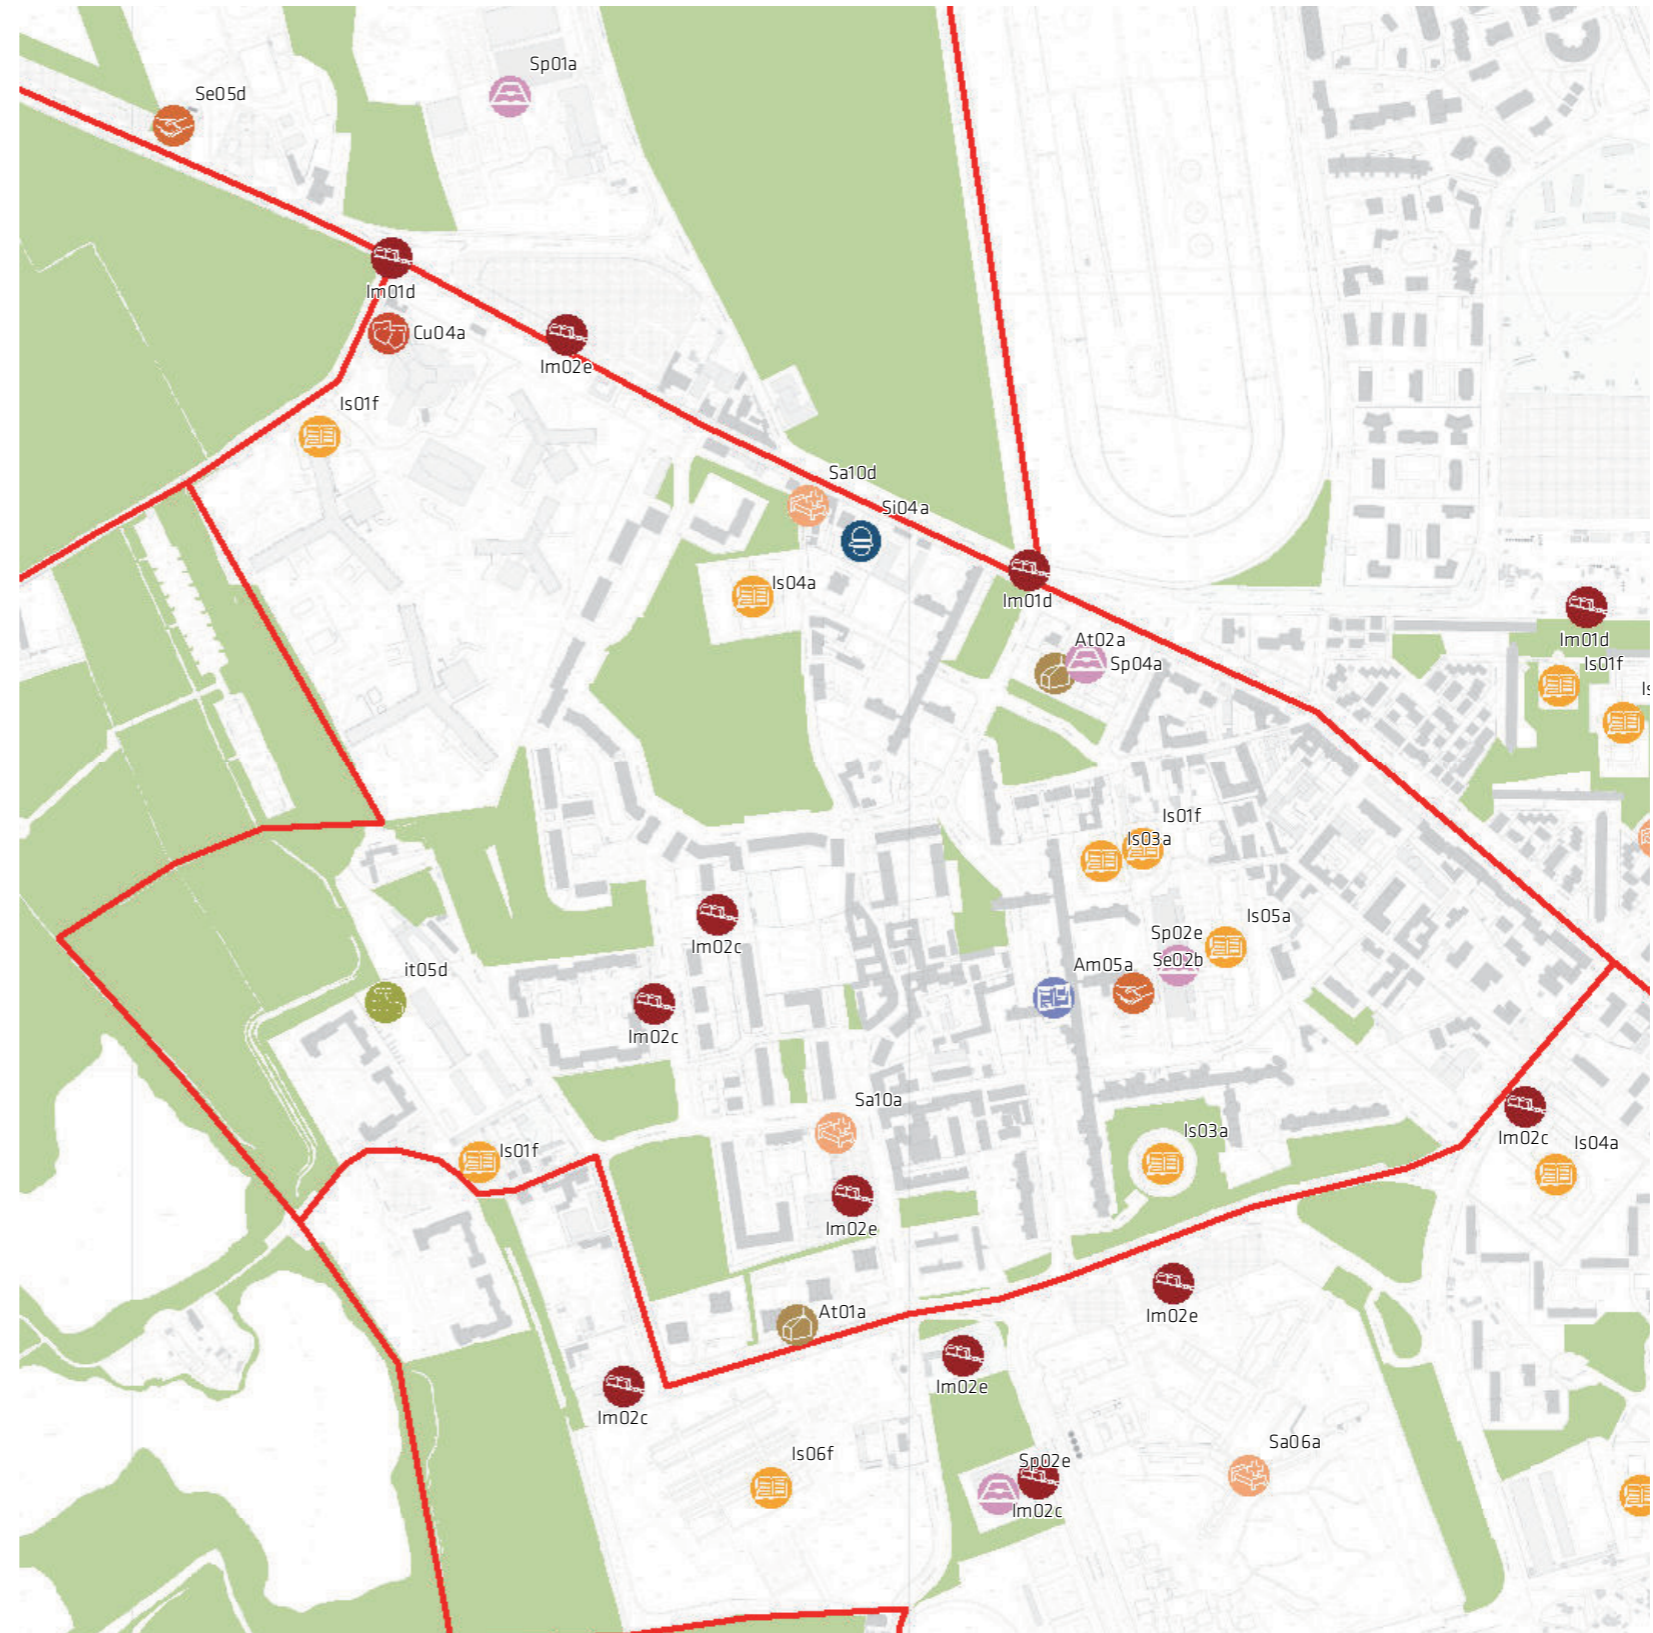 Sp01a
Se05d
Im01d
Cu04a
Im02e
Is01f
Sa10d
Si04a
Is04a
Im01d
Im01d
At02a
Sp04a
Is01f
Is01f
Is03a
Is05a
Sp02e
Se02b
Am05a
Im02c
it05d
Im02c
Sa10a
Is03a
Im02c
Is04a
Is01f
Im02e
At01a
Im02e
Im02e
Im02c
Is06f
Sp02e
Im02c
Sa06a